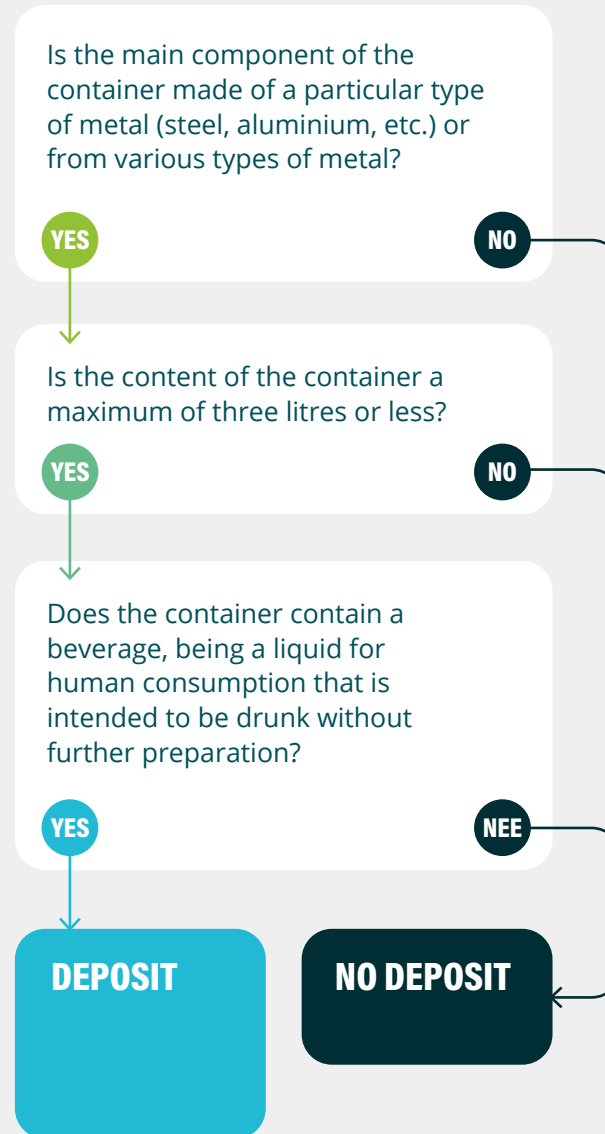 Is the main component of the
container made of a particular type
of metal (steel, aluminium, etc.) or
from various types of metal?
YES
NO
Is the content of the container a
maximum of three litres or less?
YES
NO
Does the container contain a
beverage, being a liquid for
human consumption that is
intended to be drunk without
further preparation?
YES
NEE
DEPOSIT
NO DEPOSIT